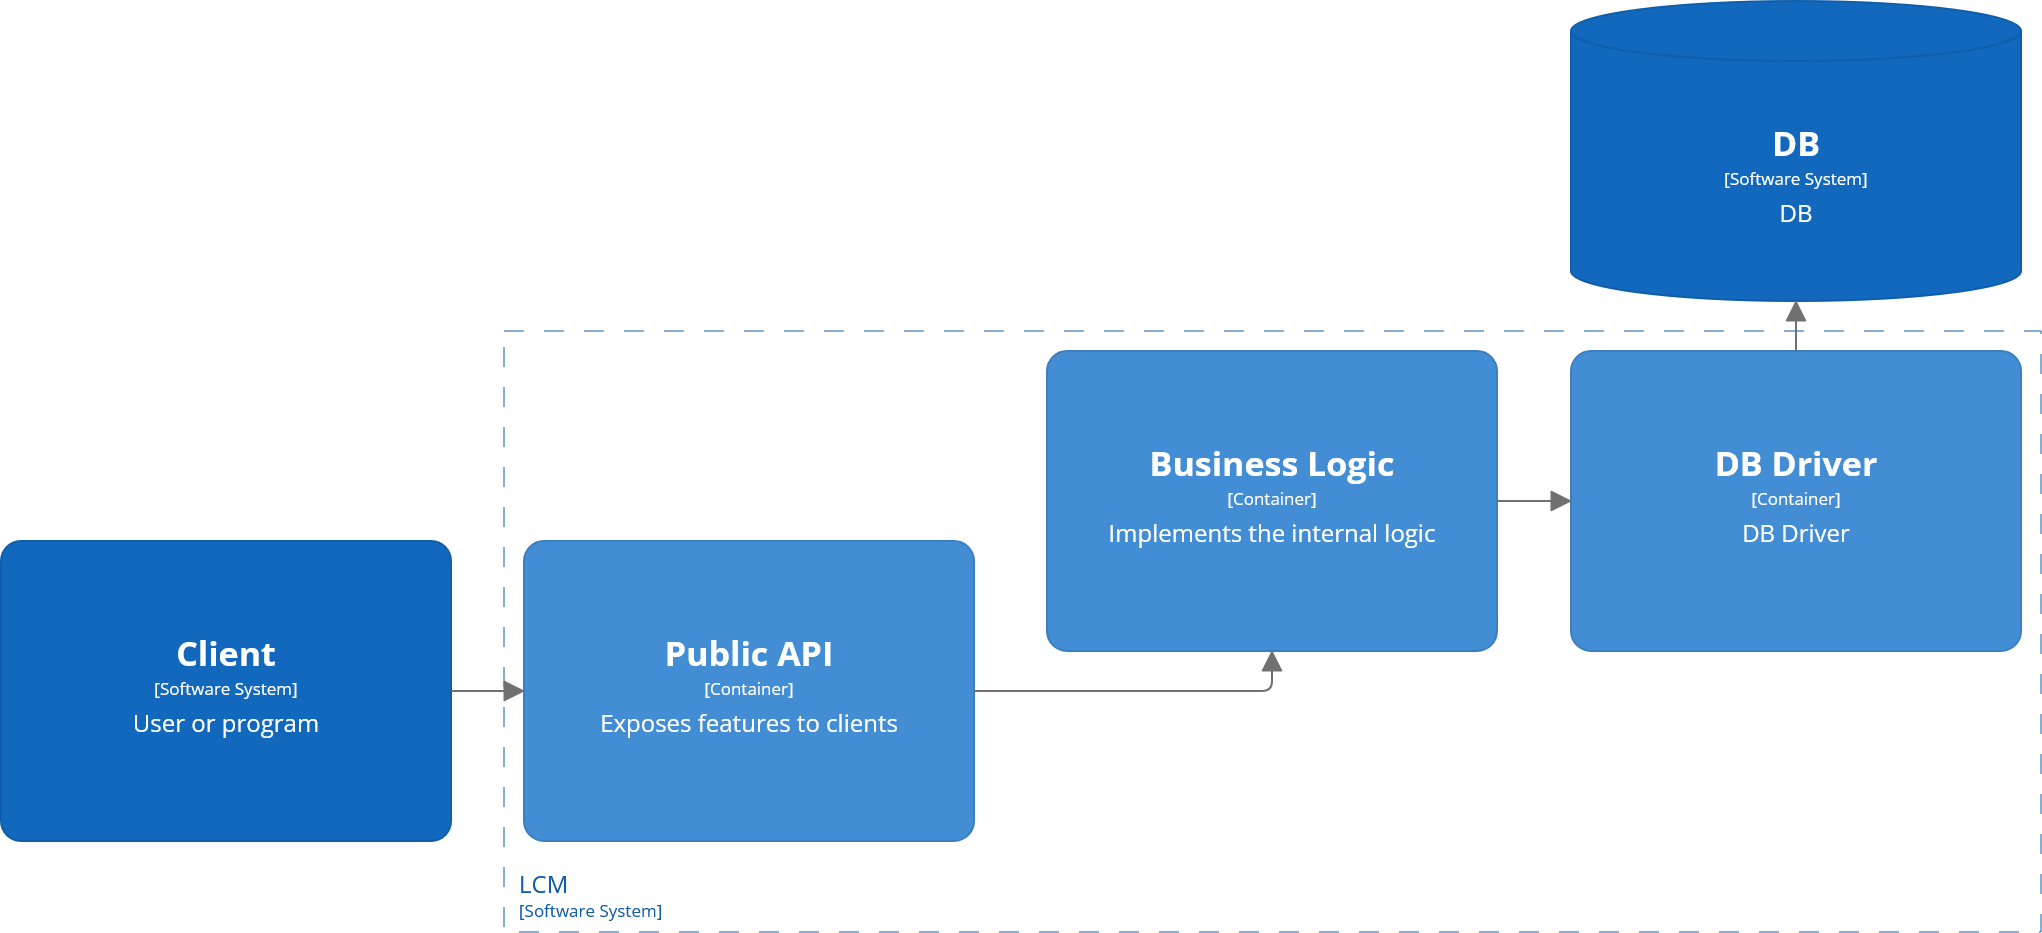 DB
[Software System]
DB
Business Logic
[Container]
Implements the internal logic
DB Driver
[Container]
DB Driver
Client
[Software System]
User or program
Public API
[Container]
Exposes features to clients
LCM
[Software System]